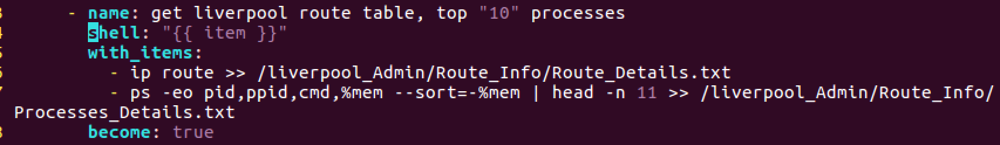 - name: get liverpool route table, top "10" processes
shell: "{{ item }}"
with_items:
- ip route >> /liverpool_Admin/Route_Info/Route_Details.txt
- ps -eo pid,ppid,cmd,%mem --sort=-%mem | head -n 11 >> /liverpool_Admin/Route_Info/
Processes_Details.txt
become: true